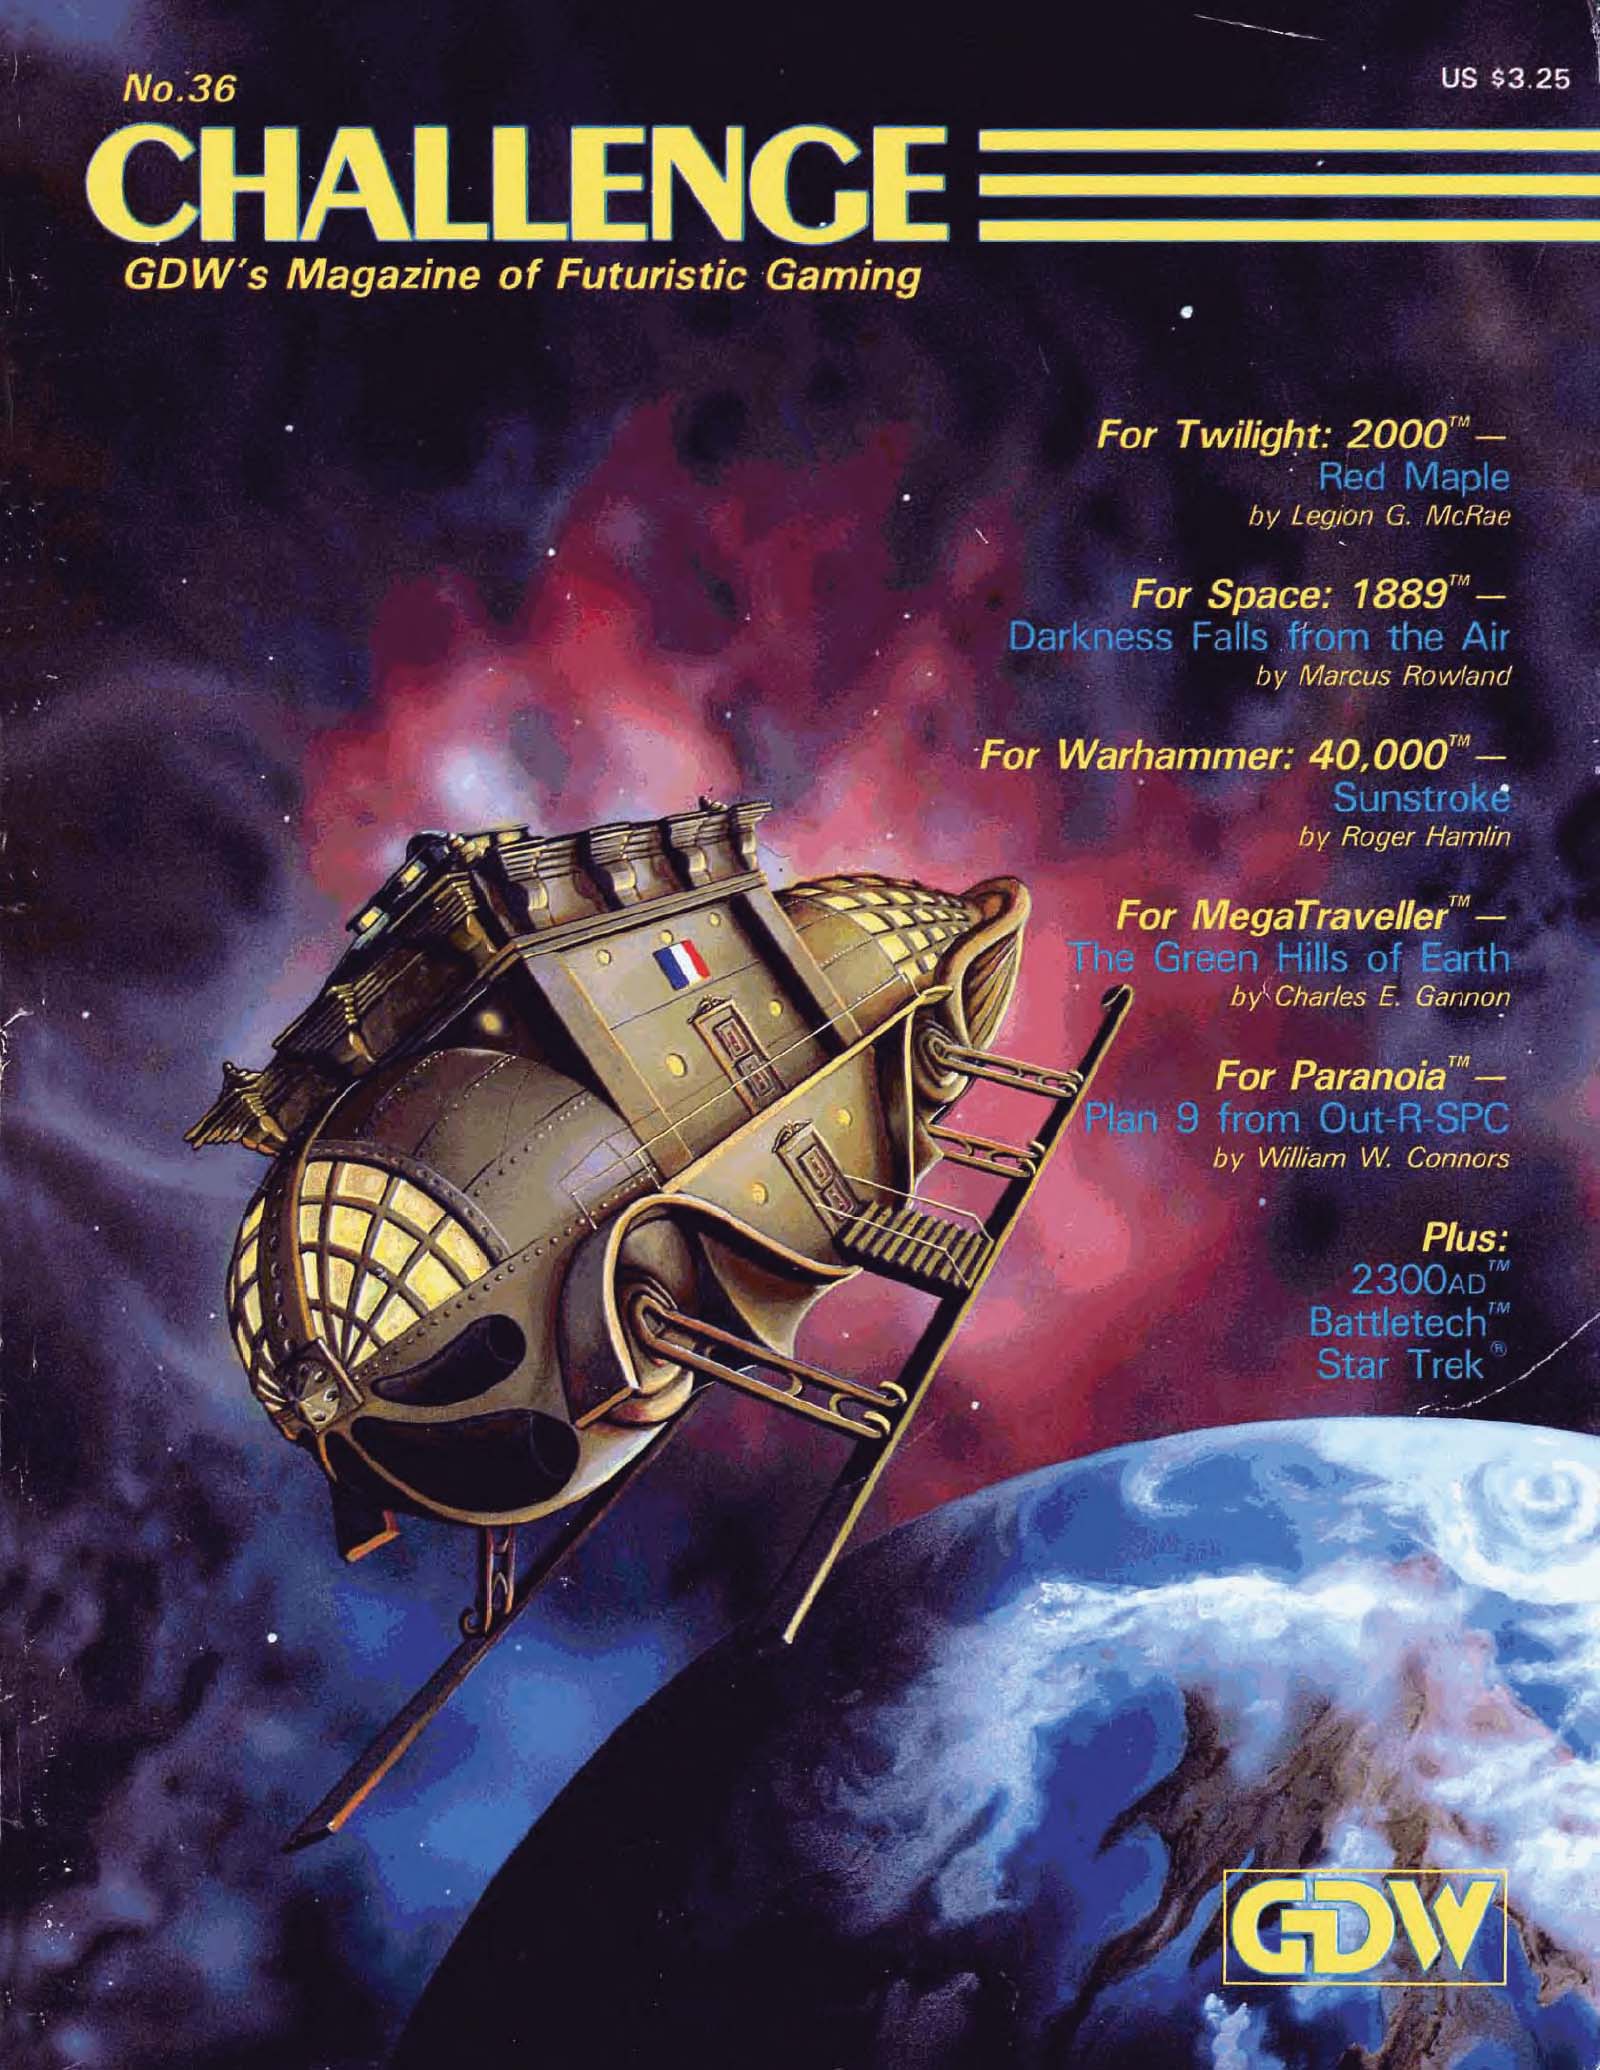 No.36
US $3.25
CHALLENGE
GDW's Magazine of Futuristic Gaming
For Twilight: 2000™—
Red Maple
by Legion G. McRae
For Space: 1889™—
Darkness Falls from the Air
by Marcus Rowland
For Warhammer: 40,000™—
Sunstroke
by Roger Hamlin
For MegaTraveller™—
The Green Hills of Earth
by Charles E. Gannon
For Paranoia™—
Plan 9 from Out-R-SPC
by William W. Connors
Plus:
2300AD™
Battletech™
Star Trek®
GDW